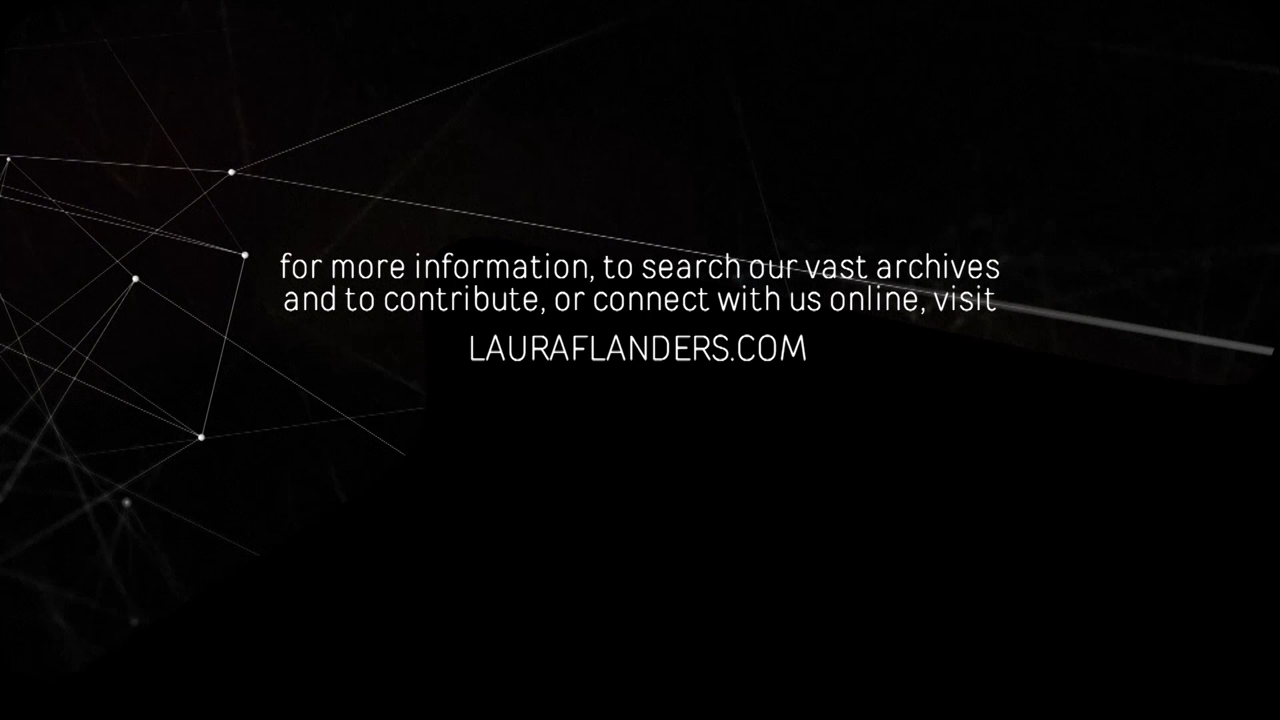 for more information, to search our vast archives
and to contribute, or connect with us online, visit
LAURAFLANDERS.COM